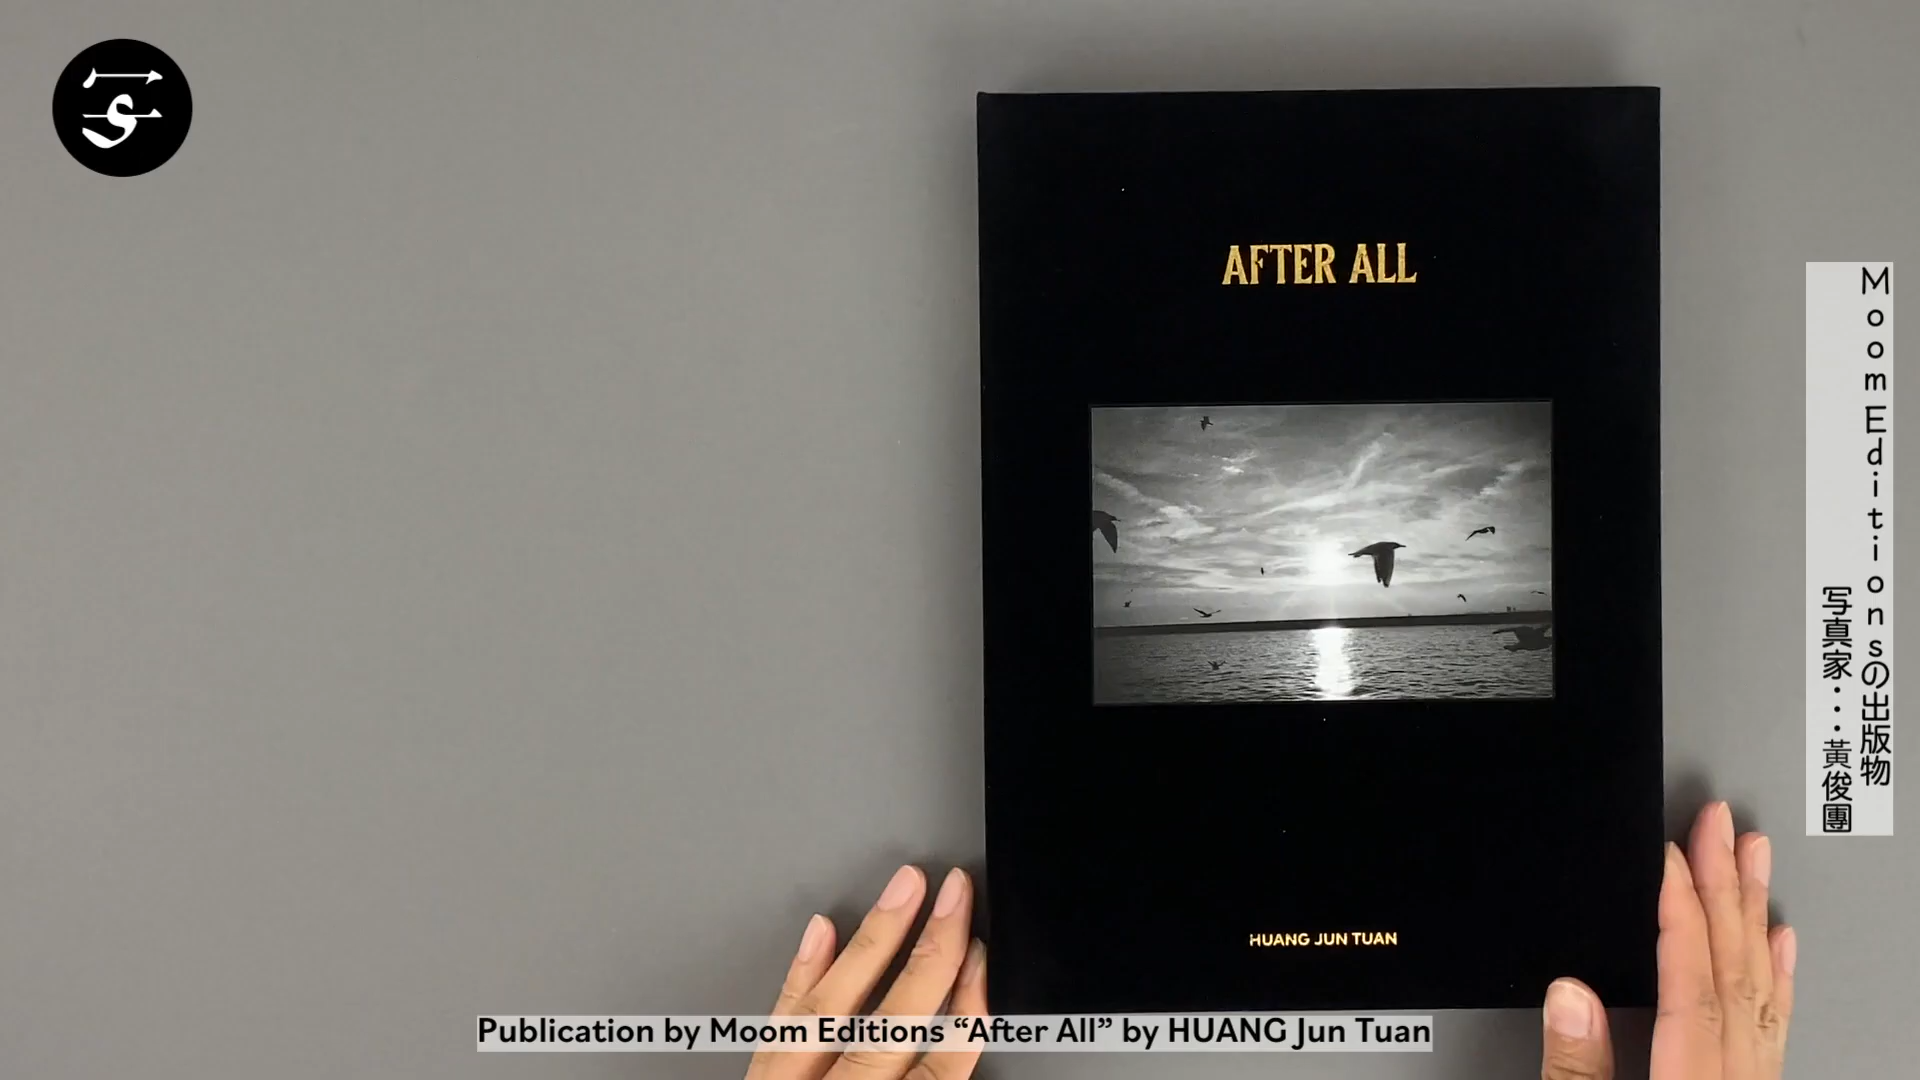 AFTER ALL
HUANG JUN TUAN
Moom Editionsの出版物
写真家・・・黃俊團
Publication by Moom Editions “After All” by HUANG Jun Tuan